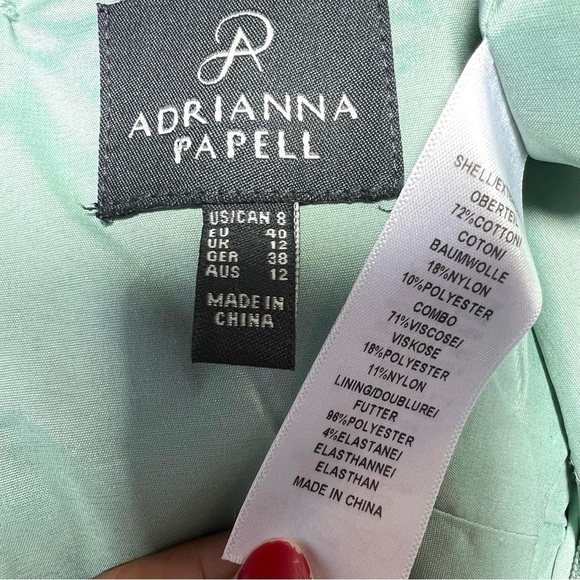 ADRIANNA
PAPELL
US/CAN 8
EU 40
UK 12
GER 38
AUS 12
MADE IN
CHINA
SHELL/
OBERTEIL
72%COTTON/
COTON/
BAUMWOLLE
18%NYLON
10%POLYESTER
COMBO
71%VISCOSE/
VISKOSE
18%POLYESTER
11%NYLON
LINING/DOUBLURE/
FUTTER
96%POLYESTER
4%ELASTANE/
ELASTHANNE/
ELASTHAN
MADE IN CHINA